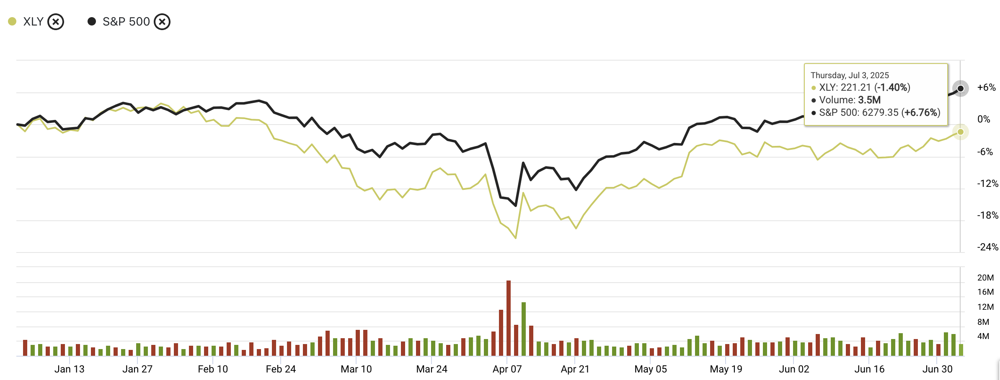 XLY S&P 500
Thursday, Jul 3, 2025
XLY: 221.21 (-1.40%)
Volume: 3.5M
S&P 500: 6279.35 (+6.76%)
+6%
0%
-6%
-12%
-18%
-24%
20M
16M
12M
8M
4M
Jan 13 Jan 27 Feb 10 Feb 24 Mar 10 Mar 24 Apr 07 Apr 21 May 05 May 19 Jun 02 Jun 16 Jun 30